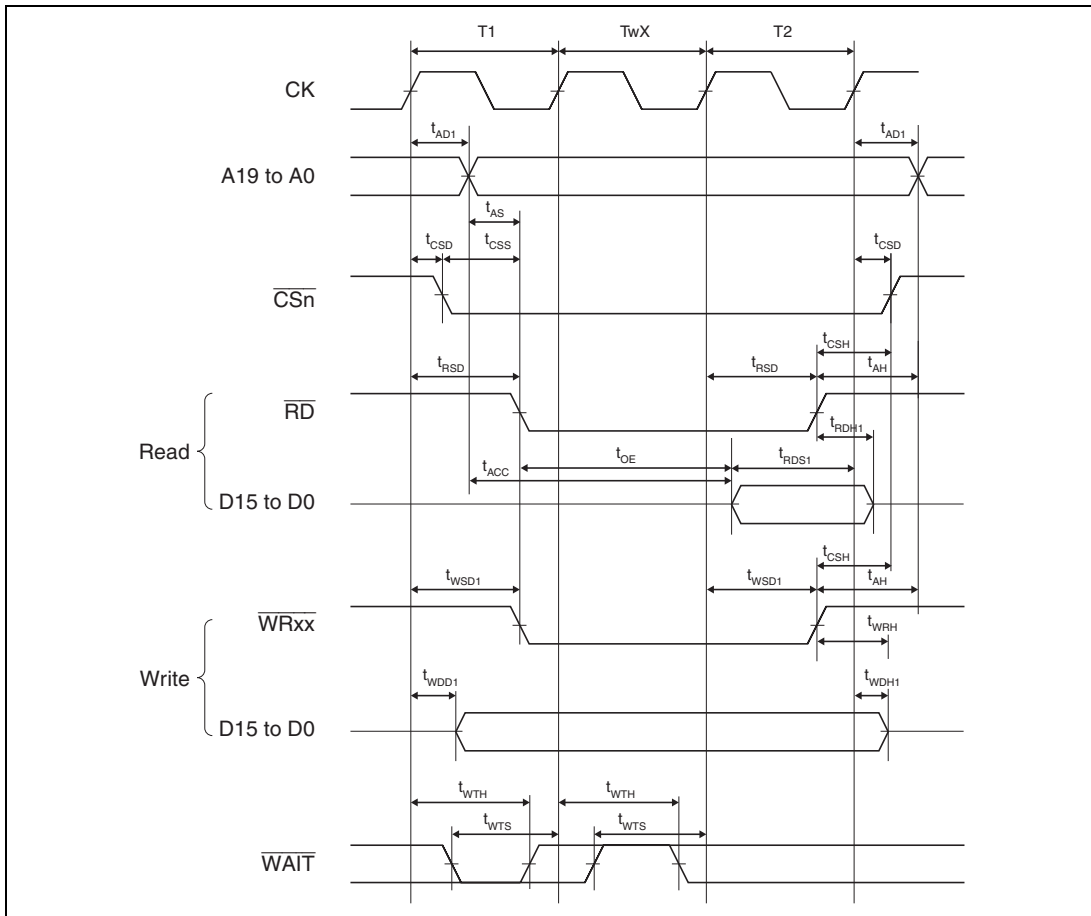 T1 TwX T2
CK
tAD1 tAD1
A19 to A0
tAS
tCSD tCSS tCSD
CSn
tCSH
tRSD tRSD tAH
RD
tRDH1
Read
tOE
tACC tRDS1
D15 to D0
tCSH
tWSD1 tWSD1 tAH
WRxx
tWRH
Write
tWDD1 tWDH1
D15 to D0
tWTH tWTH
tWTS tWTS
WAIT